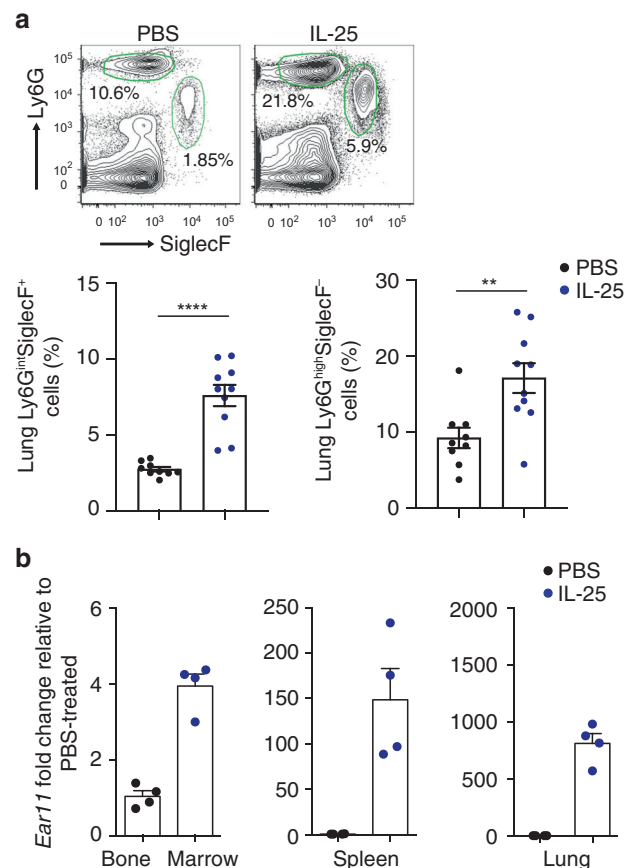 a
PBS
IL-25
Ly6G
10⁵
10⁴
10³
10²
0
10.6%
1.85%
21.8%
5.9%
0 10² 10³ 10⁴ 10⁵
0 10² 10³ 10⁴ 10⁵
SiglecF
PBS
IL-25
Lung Ly6G^int SiglecF⁺
cells (%)
15
10
5
0
****
Lung Ly6G^high SiglecF⁻
cells (%)
30
20
10
0
**
b
PBS
IL-25
Ear11 fold change relative to
PBS-treated
6
4
2
0
Bone Marrow
250
200
150
100
50
0
Spleen
2000
1500
1000
500
0
Lung